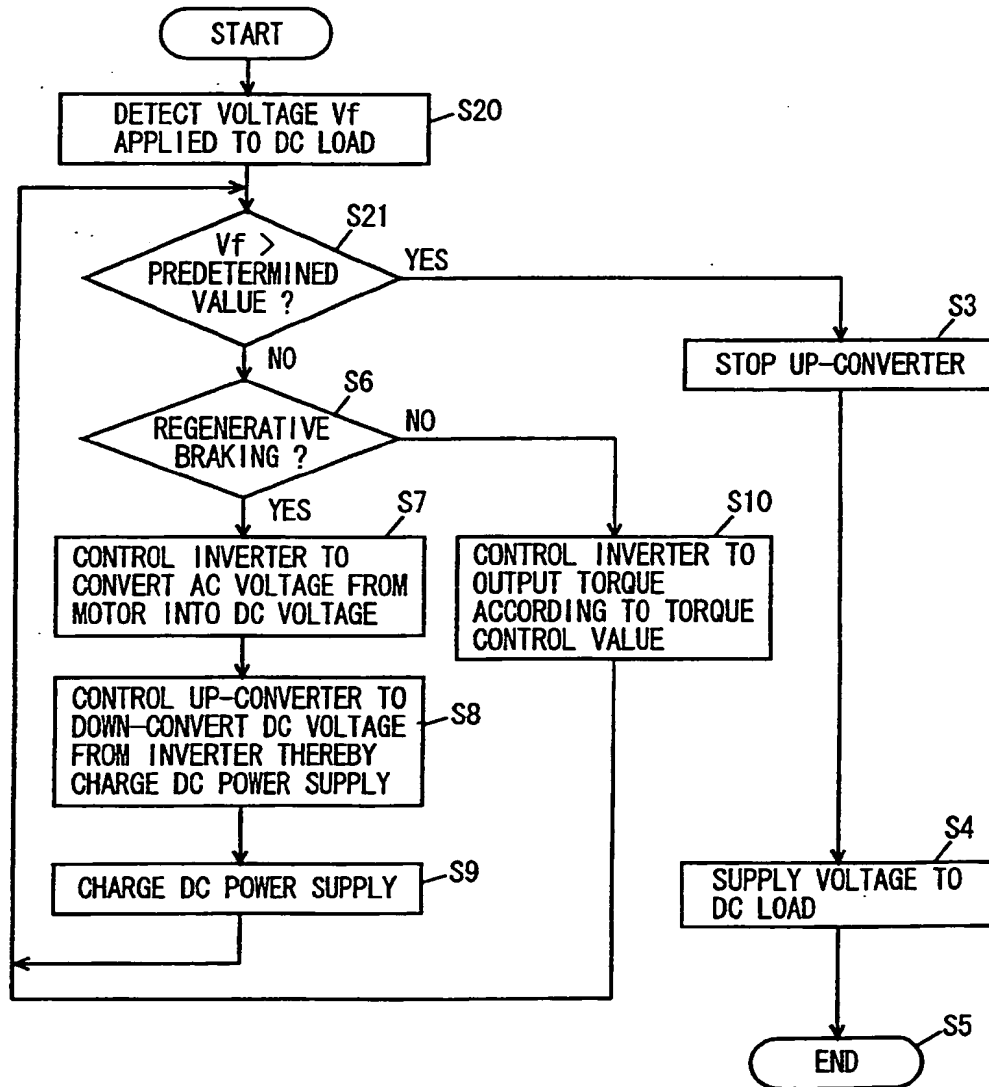 START
DETECT VOLTAGE Vf
APPLIED TO DC LOAD
S20
S21
Vf >
PREDETERMINED
VALUE ?
YES
NO
S3
STOP UP-CONVERTER
S6
REGENERATIVE
BRAKING ?
NO
YES
S7
CONTROL INVERTER TO
CONVERT AC VOLTAGE FROM
MOTOR INTO DC VOLTAGE
S10
CONTROL INVERTER TO
OUTPUT TORQUE
ACCORDING TO TORQUE
CONTROL VALUE
CONTROL UP-CONVERTER TO
DOWN-CONVERT DC VOLTAGE
FROM INVERTER THEREBY
CHARGE DC POWER SUPPLY
S8
CHARGE DC POWER SUPPLY
S9
S4
SUPPLY VOLTAGE TO
DC LOAD
S5
END